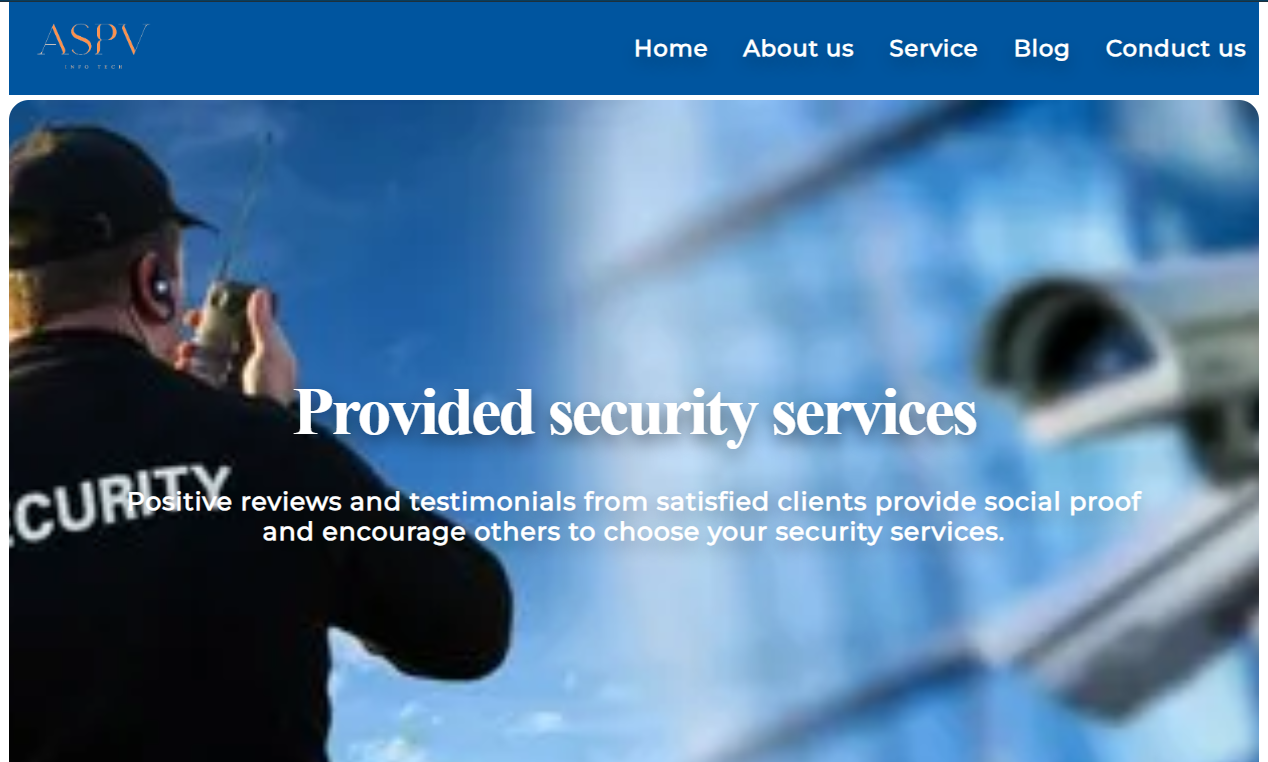 ASPV
INFO TECH
Home About us Service Blog Conduct us
Provided security services
CURITY
Positive reviews and testimonials from satisfied clients provide social proof
and encourage others to choose your security services.